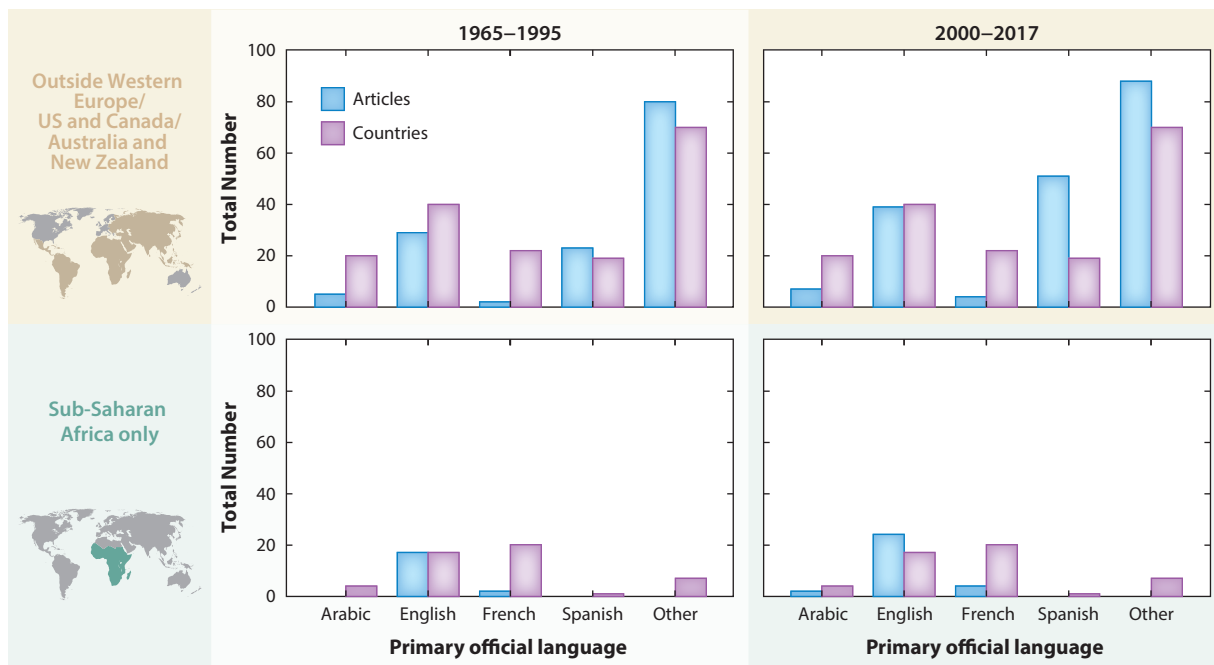 1965–1995
2000–2017
Outside Western
Europe/
US and Canada/
Australia and
New Zealand
Total Number
100
80
60
40
20
0
Articles
Countries
Sub-Saharan
Africa only
Total Number
100
80
60
40
20
0
Arabic
English
French
Spanish
Other
Arabic
English
French
Spanish
Other
Primary official language
Primary official language